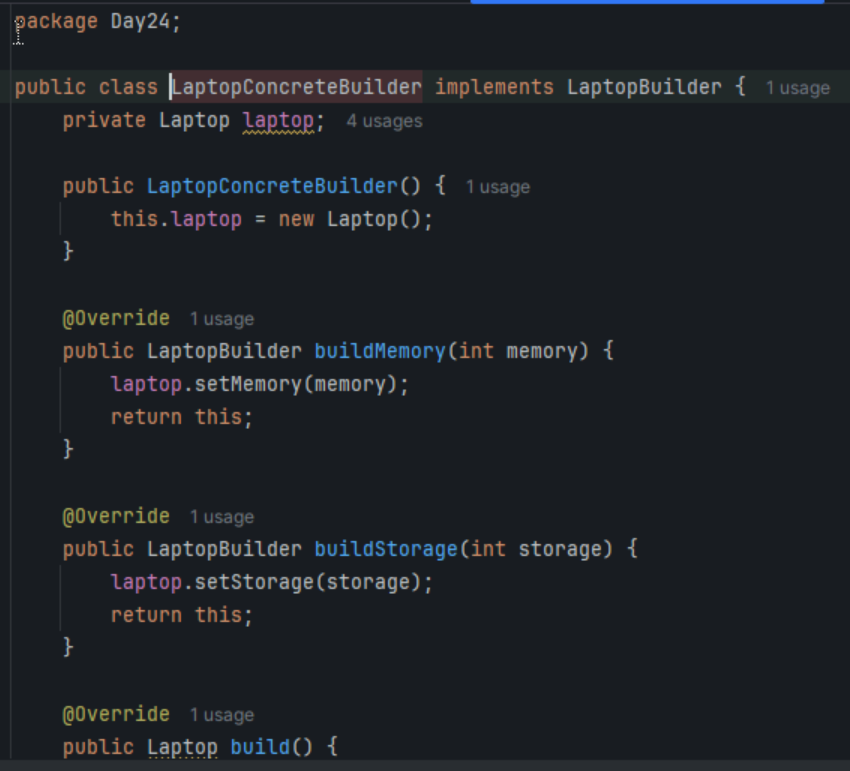 package Day24;
public class LaptopConcreteBuilder implements LaptopBuilder { 1 usage
private Laptop laptop; 4 usages
public LaptopConcreteBuilder() { 1 usage
this.laptop = new Laptop();
}
@Override 1 usage
public LaptopBuilder buildMemory(int memory) {
laptop.setMemory(memory);
return this;
}
@Override 1 usage
public LaptopBuilder buildStorage(int storage) {
laptop.setStorage(storage);
return this;
}
@Override 1 usage
public Laptop build() {